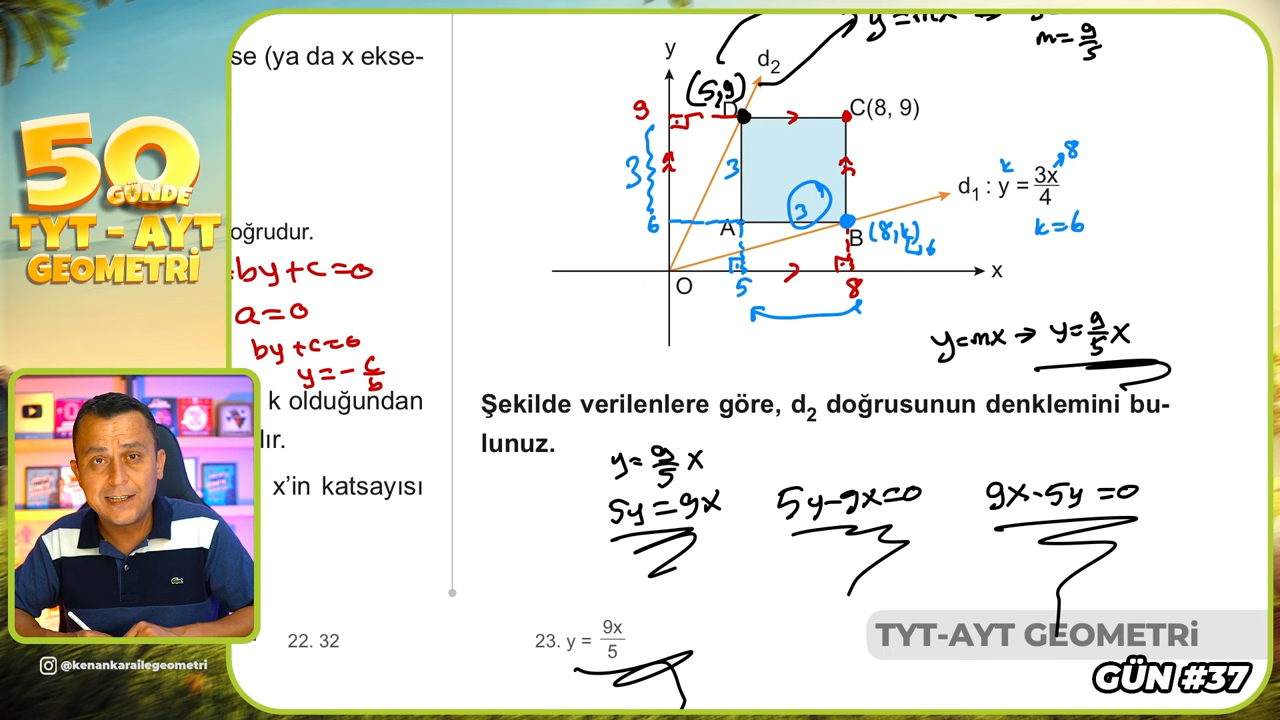 50
GÜNDE
TYT - AYT
GEOMETRİ
se (ya da x ekse-
oğrudur.
by+c=0
a=0
by+c=0
y=-c/b
k olduğundan
lır.
x'in katsayısı
22. 32
y=mx →
m=9/5
y
d2
(5,9)
D
9
C(8, 9)
3
3
3
6
A
B
(8,k)
6
k
8
d1 : y = 3x/4
k=6
O
5
8
x
y=mx → y=9/5x
Şekilde verilenlere göre, d2 doğrusunun denklemini bu-
lunuz.
y=9/5x
5y=9x
5y-9x=0
9x-5y=0
23. y = 9x/5
TYT-AYT GEOMETRİ
GÜN #37
@kenankarailegeometri